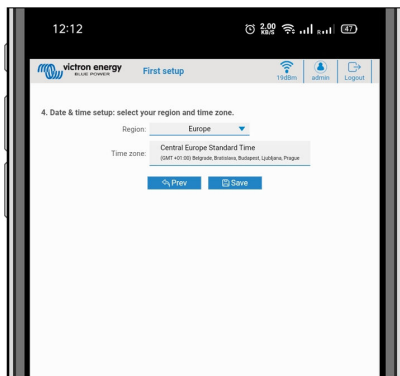 12:12
2.00 KB/S
R
47
victron energy
BLUE POWER
First setup
19dBm
admin
Logout
4. Date & time setup: select your region and time zone.
Region: Europe
Time zone: Central Europe Standard Time
(GMT +01:00) Belgrade, Bratislava, Budapest, Ljubljana, Prague
Prev
Save